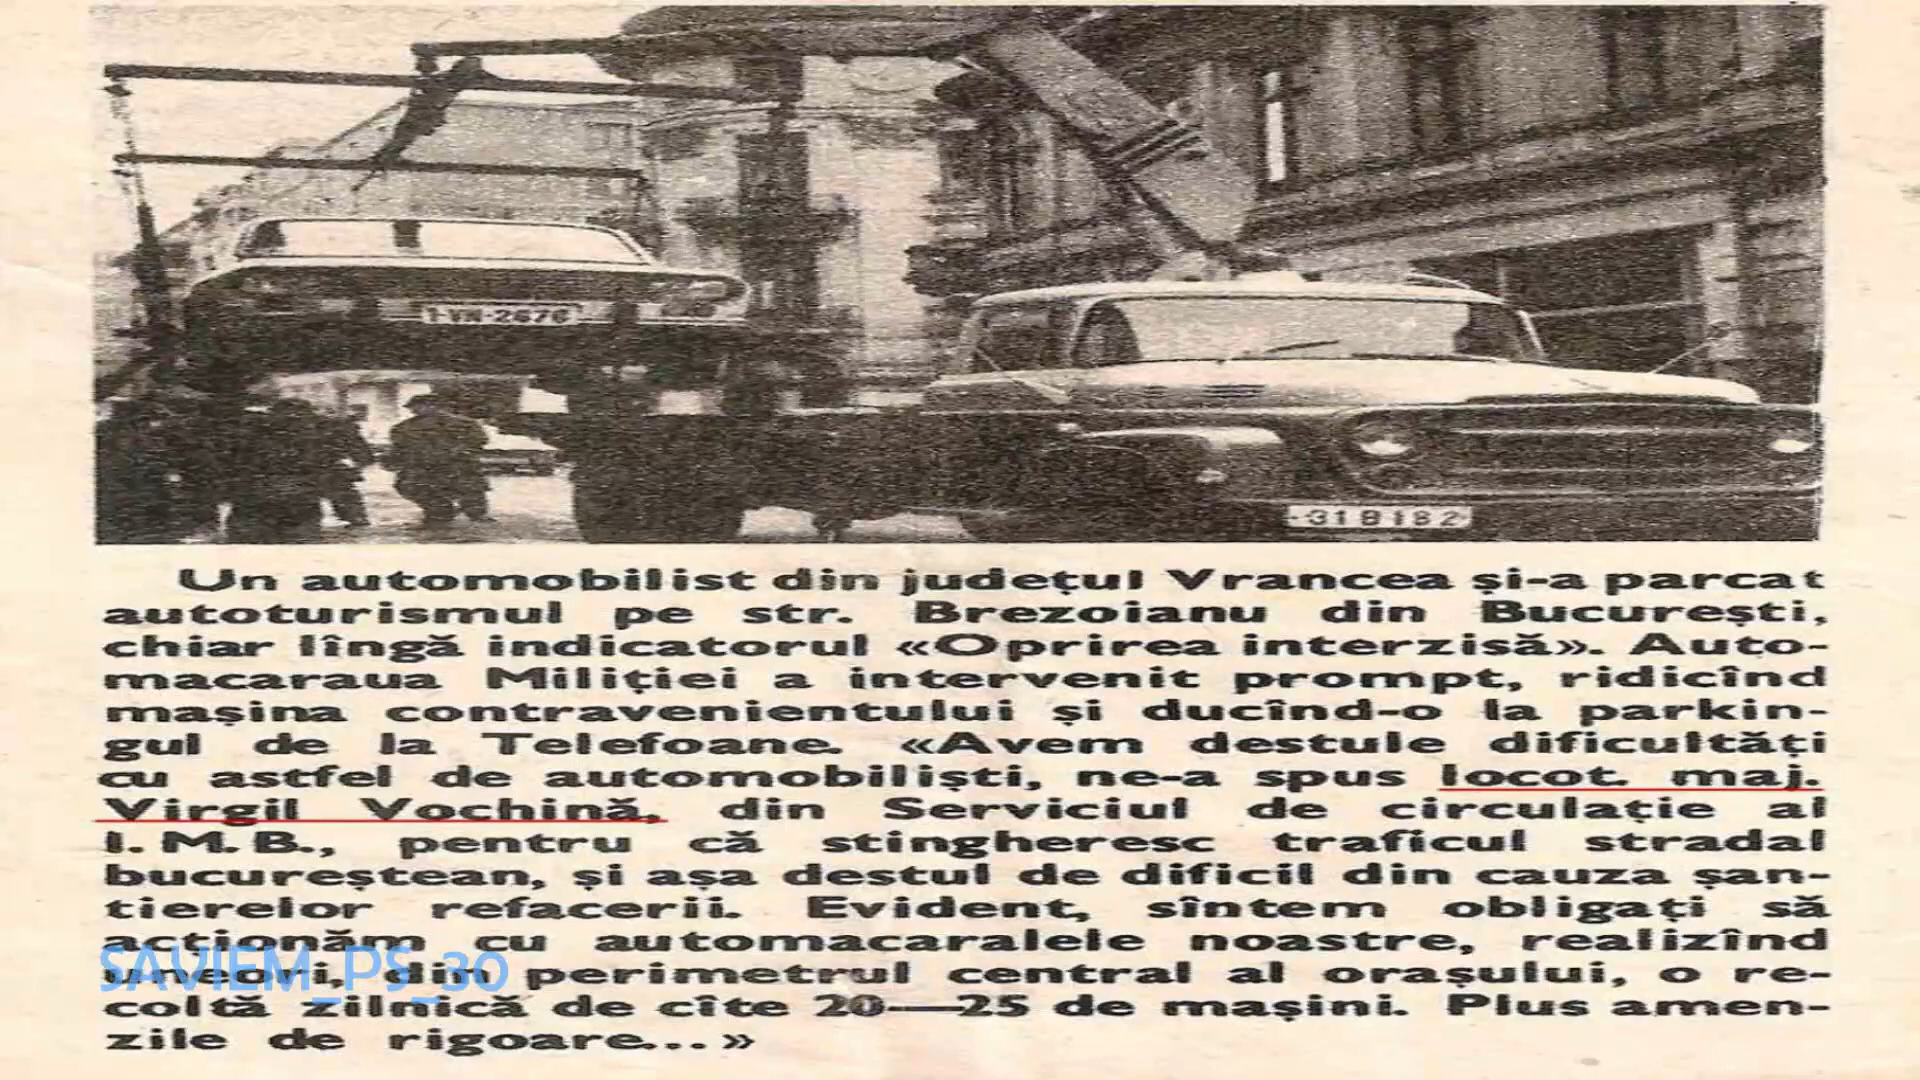 1-VN-2676
31 B 182
Un automobilist din județul Vrancea și-a parcat
autoturismul pe str. Brezoianu din București,
chiar lîngă indicatorul «Oprirea interzisă». Auto-
macaraua Miliției a intervenit prompt, ridicînd
mașina contravenientului și ducînd-o la parkin-
gul de la Telefoane. «Avem destule dificultăți
cu astfel de automobiliști, ne-a spus locot. maj.
Virgil Vochină, din Serviciul de circulație al
I. M. B., pentru că stingheresc traficul stradal
bucureștean, și așa destul de dificil din cauza șan-
tierelor refacerii. Evident, sîntem obligați să
acționăm cu automacaralele noastre, realizînd
uneori, din perimetrul central al orașului, o re-
coltă zilnică de cîte 20—25 de mașini. Plus amen-
zile de rigoare...»
SAVIEM_PS_30